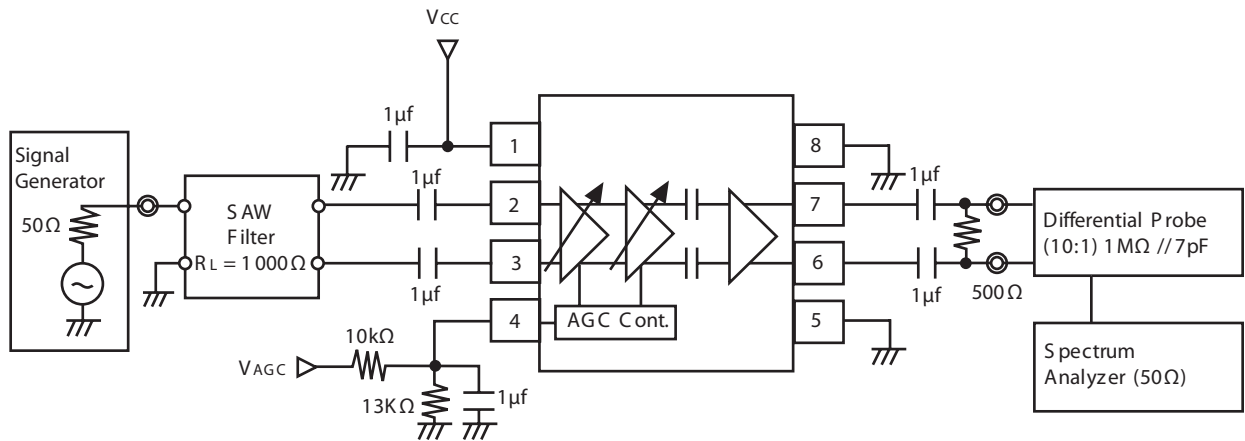 VCC
1µf
Signal
Generator
50Ω
SAW
Filter
RL = 1000Ω
1µf
1µf
1
2
3
4
AGC Cont.
8
7
6
5
1µf
1µf
500Ω
Differential Probe
(10:1) 1MΩ //7pF
Spectrum
Analyzer (50Ω)
VAGC
10kΩ
13KΩ
1µf